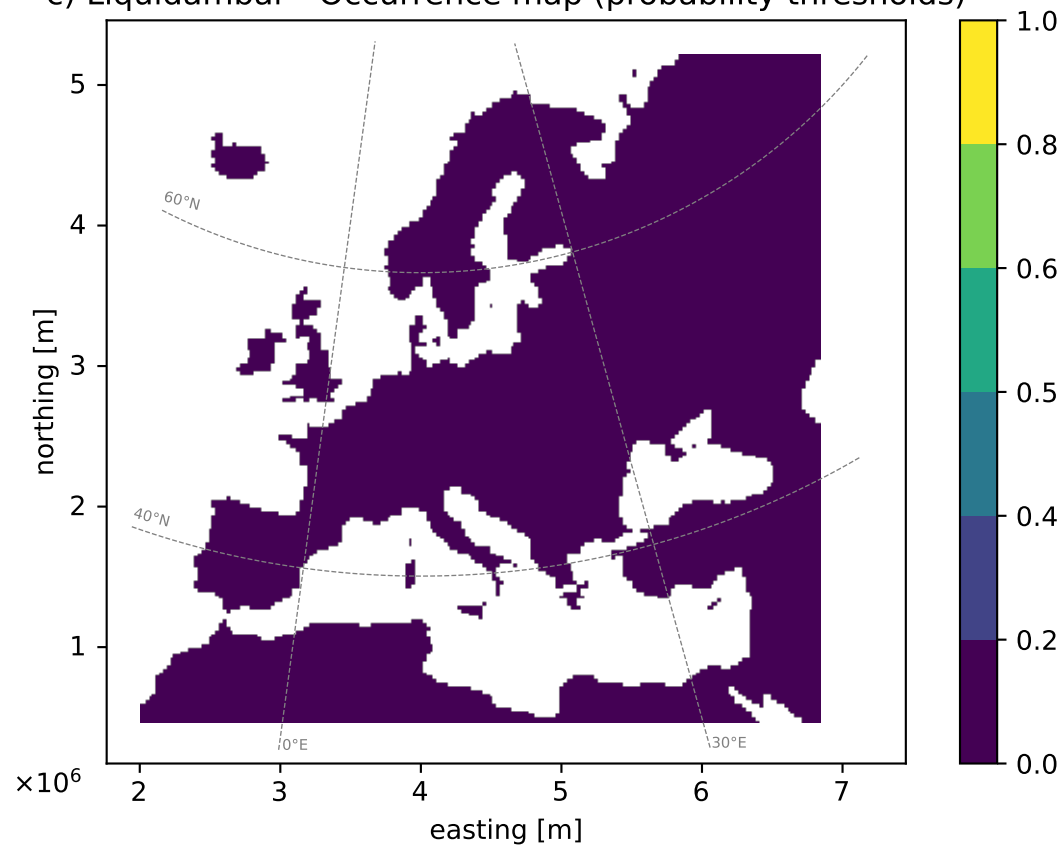 c) Liquidambar - Occurrence map (probability thresholds)
1.0
0.8
0.6
0.5
0.4
0.2
0.0
5
4
3
2
1
northing [m]
60°N
40°N
0°E
30°E
×10⁶
2 3 4 5 6 7
easting [m]